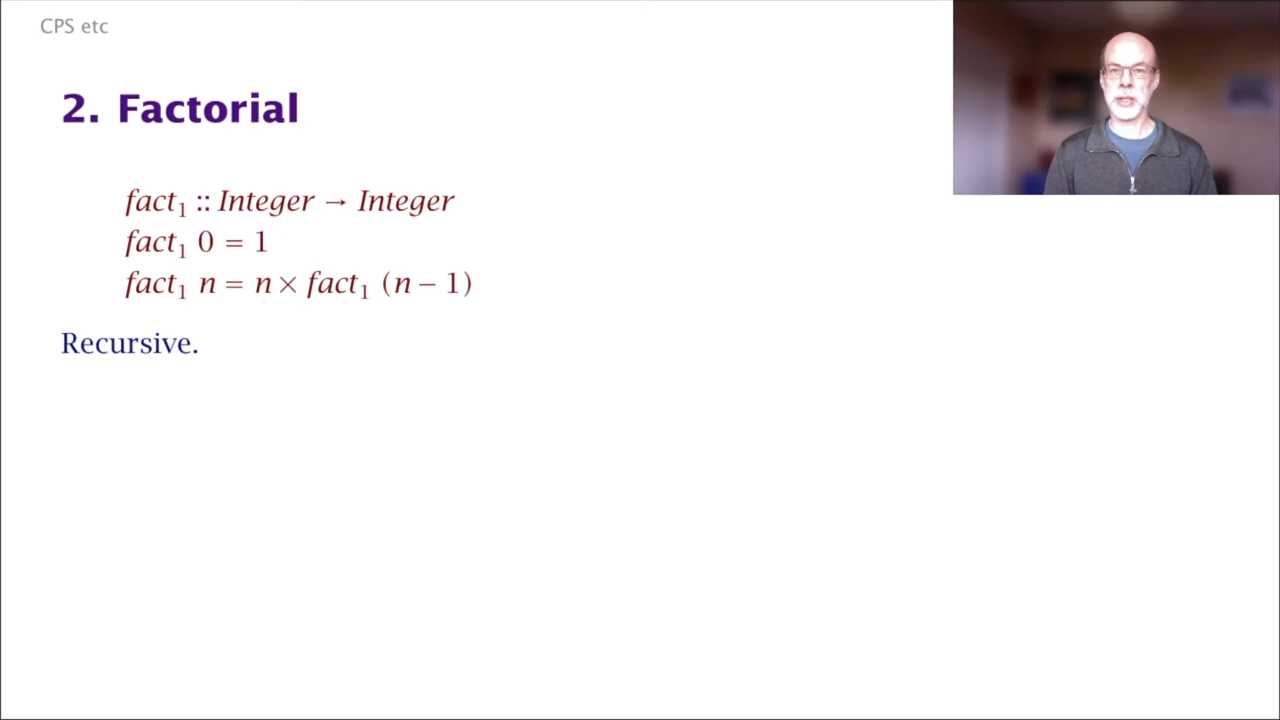 CPS etc
2. Factorial
fact₁ :: Integer → Integer
fact₁ 0 = 1
fact₁ n = n × fact₁ (n − 1)
Recursive.